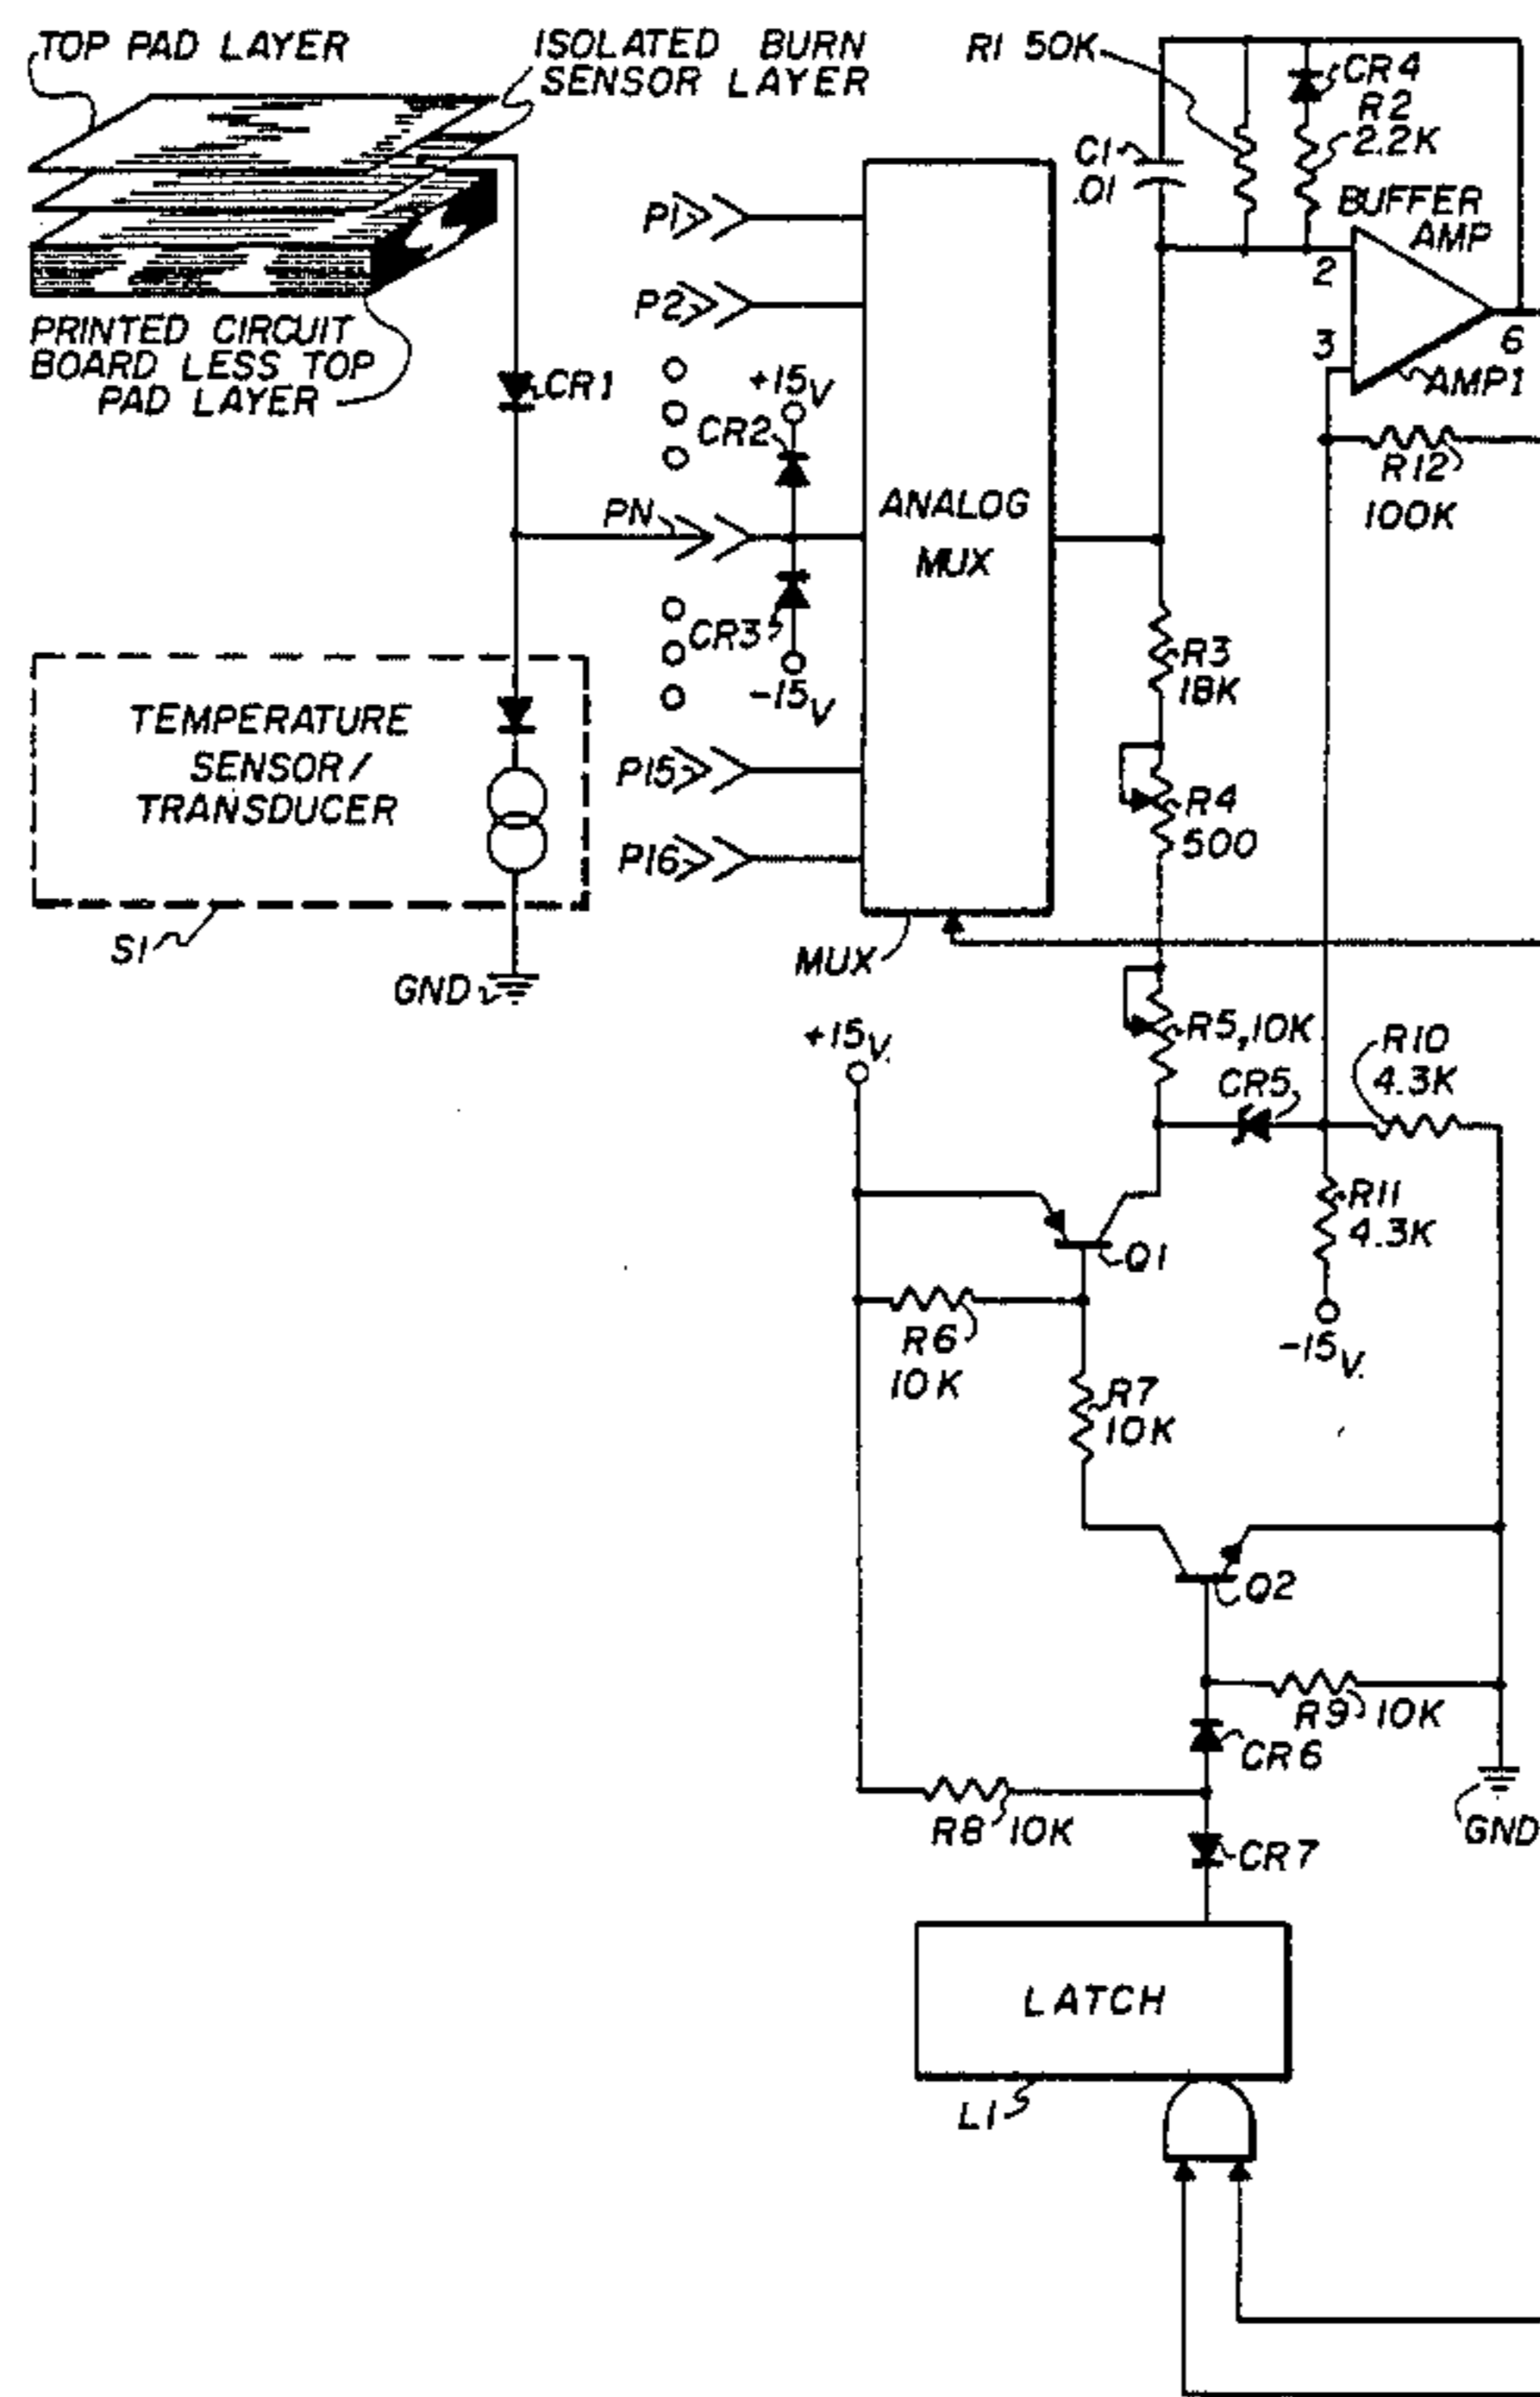 TOP PAD LAYER
ISOLATED BURN
SENSOR LAYER
R1 50K
CR4
R2
2.2K
C1
.01
BUFFER
AMP
2
3
6
AMP1
P1
P2
PRINTED CIRCUIT
BOARD LESS TOP
PAD LAYER
CR1
+15V
CR2
R12
100K
PN
ANALOG
MUX
CR3
-15V
R3
18K
TEMPERATURE
SENSOR/
TRANSDUCER
P15
R4
500
P16
S1
MUX
GND
+15V.
R5,10K
R10
4.3K
CR5
R11
4.3K
Q1
R6
10K
-15V.
R7
10K
Q2
R9 10K
CR6
R8 10K
GND
CR7
LATCH
L1